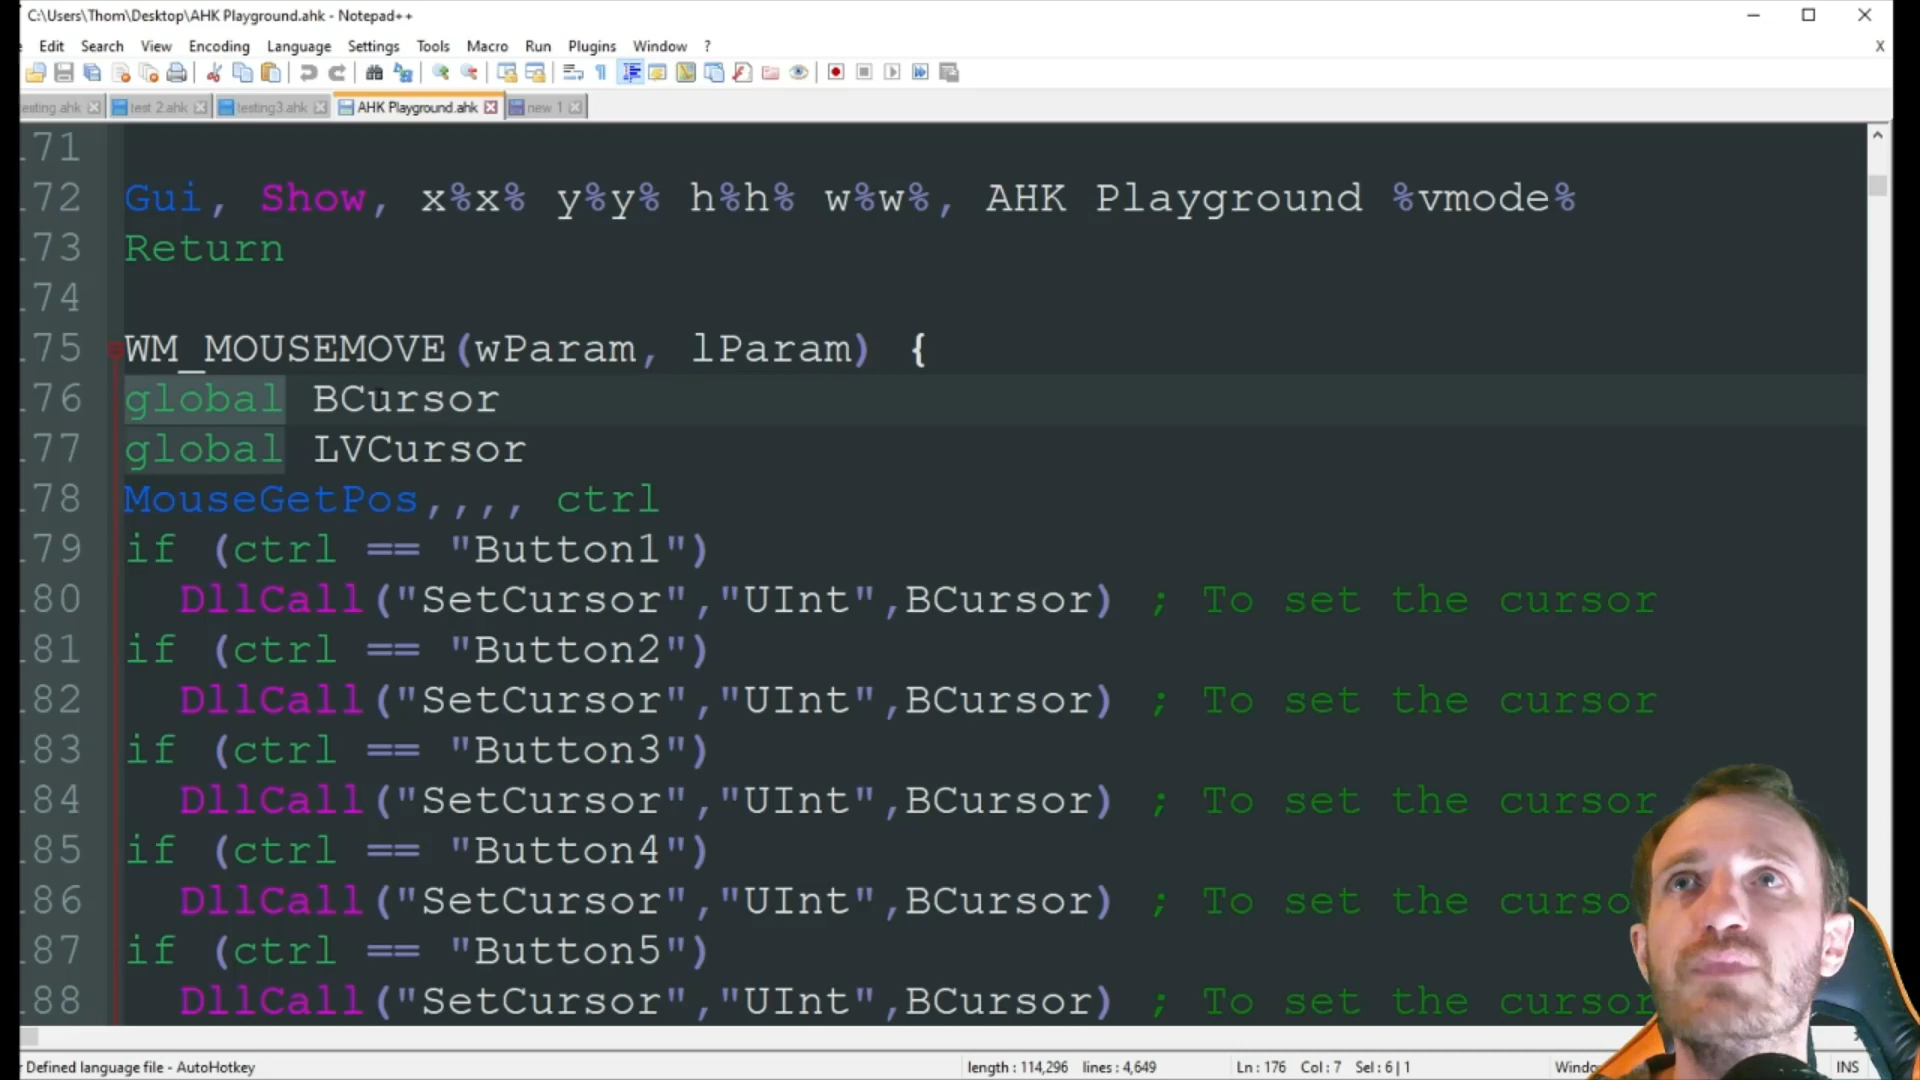 C:\Users\Thom\Desktop\AHK Playground.ahk - Notepad++
Edit Search View Encoding Language Settings Tools Macro Run Plugins Window ? X
esting.ahk test 2.ahk testing3.ahk AHK Playground.ahk new 1
71
72 Gui, Show, x%x% y%y% h%h% w%w%, AHK Playground %vmode%
73 Return
74
75 WM_MOUSEMOVE(wParam, lParam) {
76 global BCursor
77 global LVCursor
78 MouseGetPos,,,, ctrl
79 if (ctrl == "Button1")
80 DllCall("SetCursor","UInt",BCursor) ; To set the cursor
81 if (ctrl == "Button2")
82 DllCall("SetCursor","UInt",BCursor) ; To set the cursor
83 if (ctrl == "Button3")
84 DllCall("SetCursor","UInt",BCursor) ; To set the cursor
85 if (ctrl == "Button4")
86 DllCall("SetCursor","UInt",BCursor) ; To set the curso
87 if (ctrl == "Button5")
88 DllCall("SetCursor","UInt",BCursor) ; To set the cursor
Defined language file - AutoHotkey length : 114,296 lines : 4,649 Ln : 176 Col : 7 Sel : 6 | 1 Windo INS